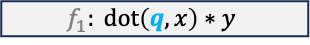 f₁: dot(q, x) * y